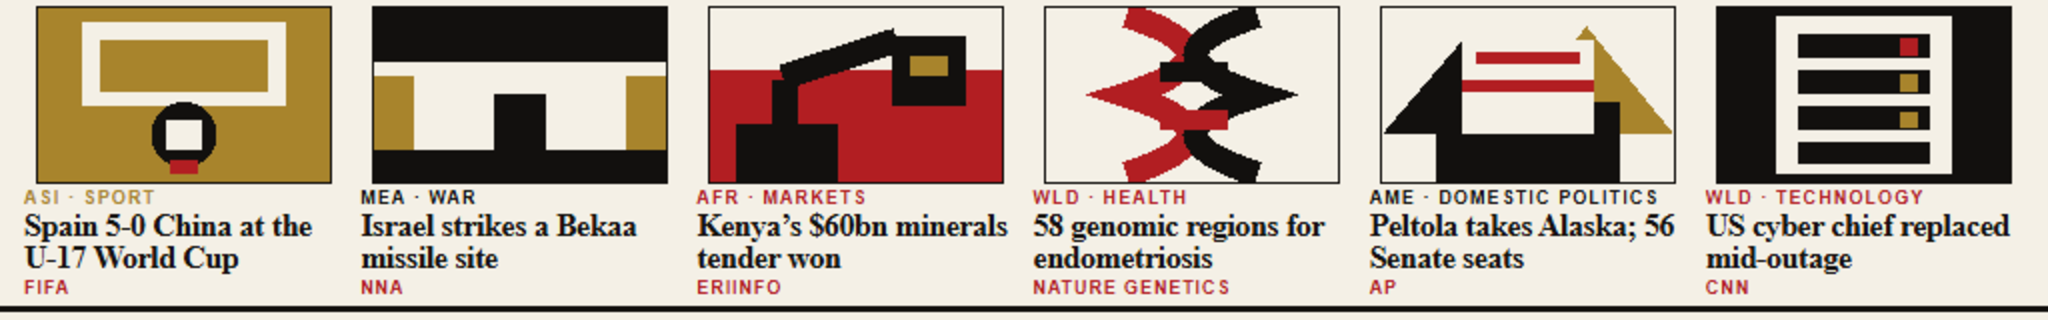 ASI · SPORT
Spain 5-0 China at the
U-17 World Cup
FIFA
MEA · WAR
Israel strikes a Bekaa
missile site
NNA
AFR · MARKETS
Kenya’s $60bn minerals
tender won
ERIINFO
WLD · HEALTH
58 genomic regions for
endometriosis
NATURE GENETICS
AME · DOMESTIC POLITICS
Peltola takes Alaska; 56
Senate seats
AP
WLD · TECHNOLOGY
US cyber chief replaced
mid-outage
CNN